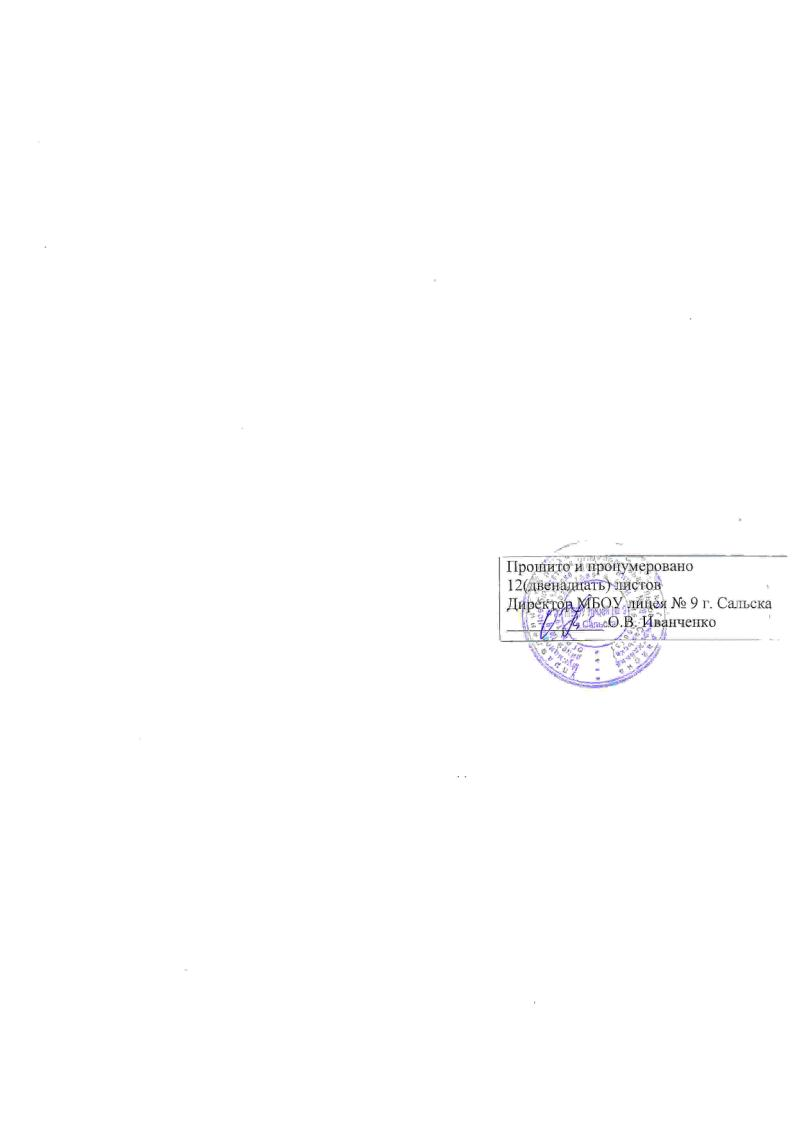 Прошито и пронумеровано
12(двенадцать) листов
Директор МБОУ лицея № 9 г. Сальска
О.В. Иванченко